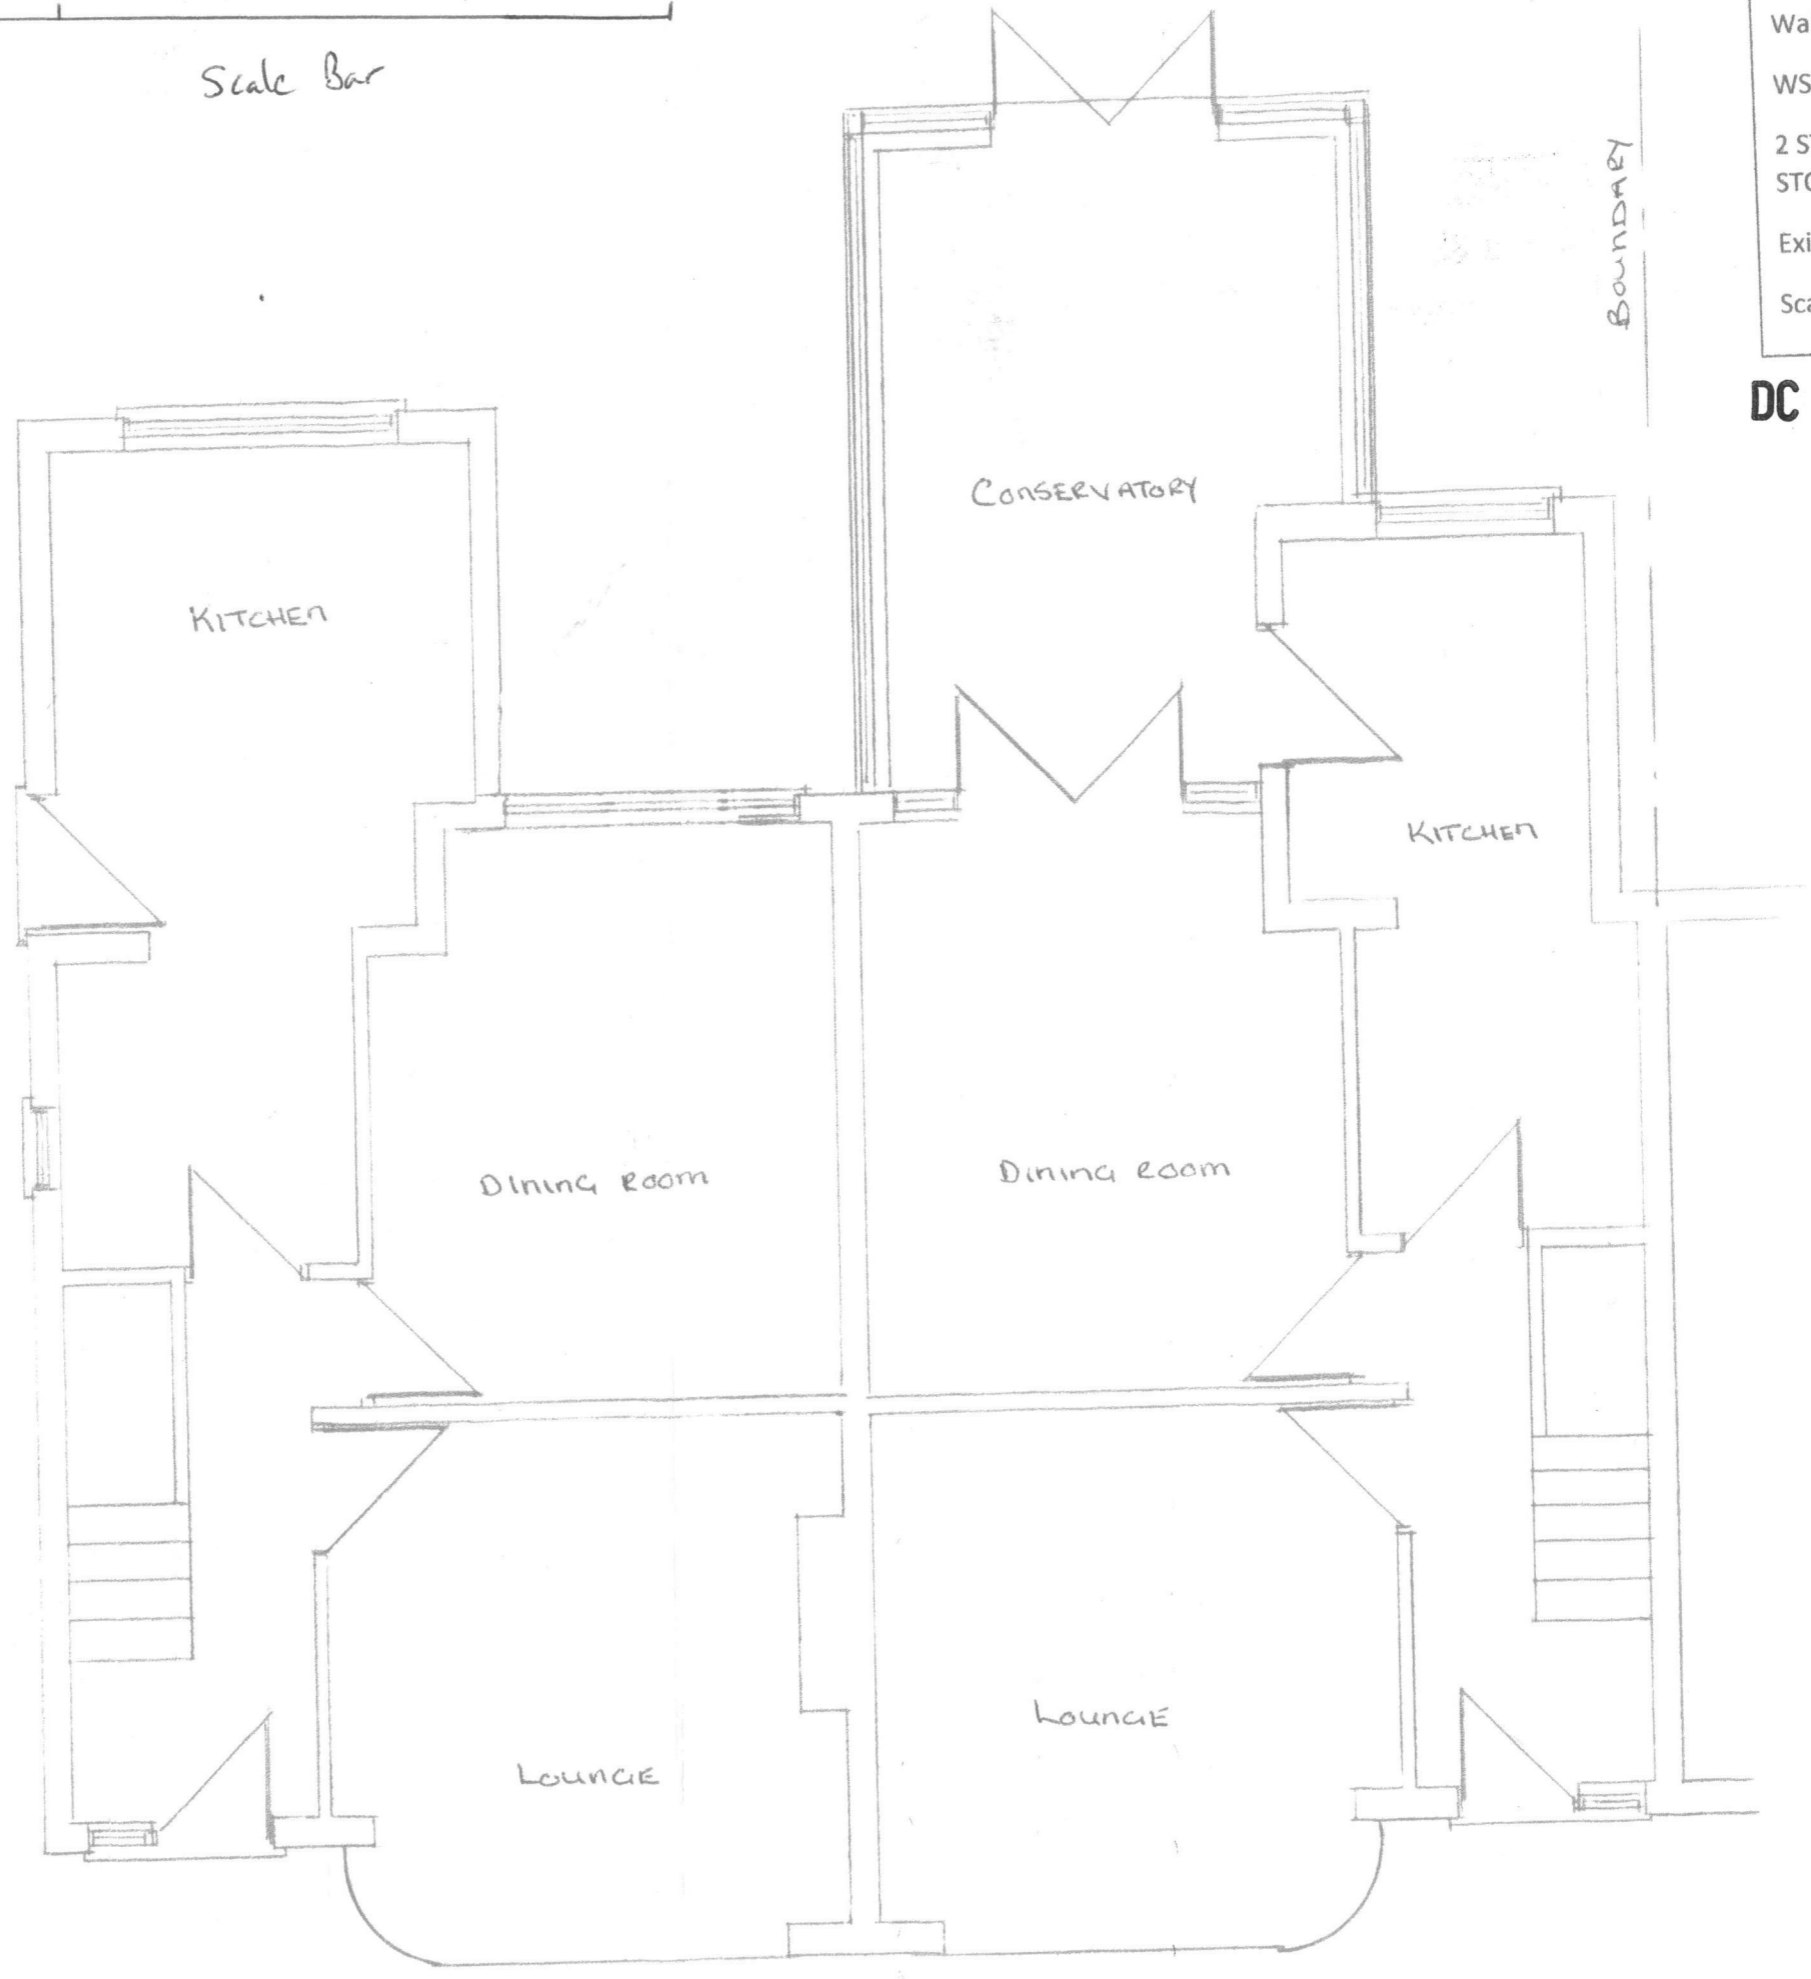 Scale Bar
BOUNDARY
DC
CONSERVATORY
KITCHEN
KITCHEN
DINING ROOM
DINING ROOM
LOUNGE
LOUNGE